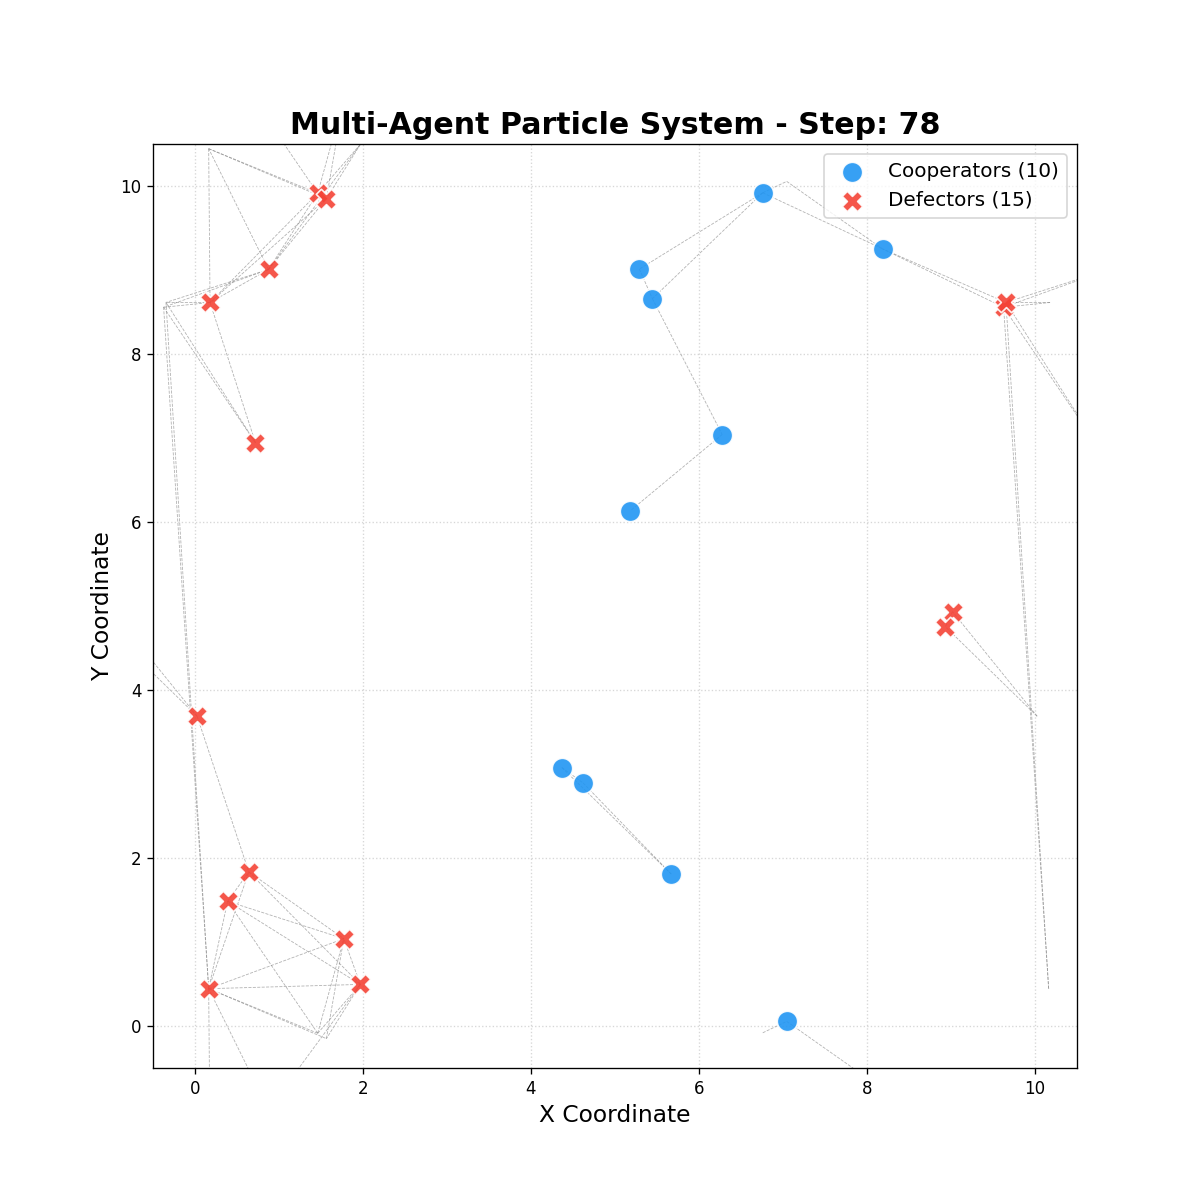 Multi-Agent Particle System - Step: 78
Cooperators (10)
Defectors (15)
Y Coordinate
10
8
6
4
2
0
0 2 4 6 8 10
X Coordinate